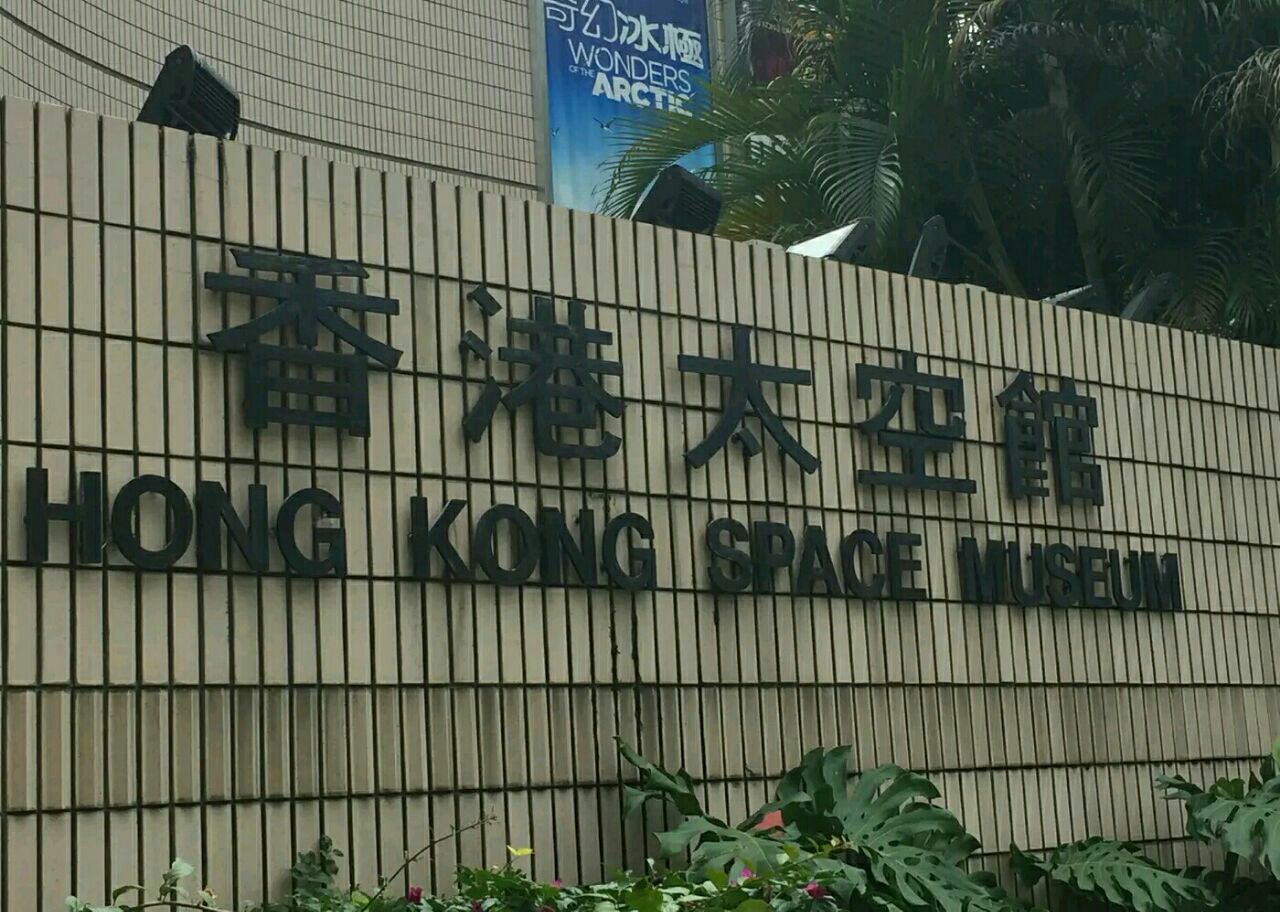 奇幻冰極
WONDERS
OF THE
ARCTIC
香港太空館
HONG KONG SPACE MUSEUM